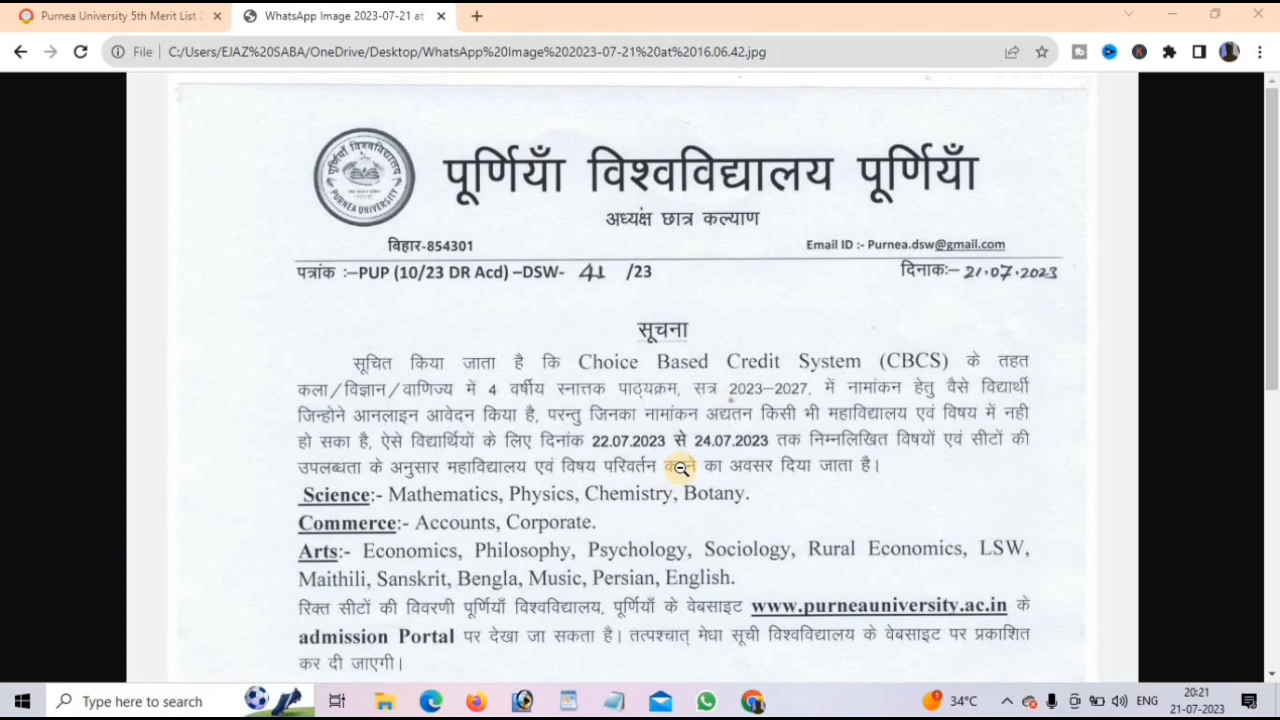 Purnea University 5th Merit List 2
WhatsApp Image 2023-07-21 at
File C:/Users/EJAZ%20SABA/OneDrive/Desktop/WhatsApp%20Image%202023-07-21%20at%2016.06.42.jpg
पूर्णियाँ विश्वविद्यालय पूर्णियाँ
पूर्णियाँ विश्वविद्यालय
PURNEA UNIVERSITY
अध्यंक्ष छात्र कल्याण
बिहार-854301 Email ID :- Purnea.dsw@gmail.com
पत्रांक :–PUP (10/23 DR Acd) –DSW- 41 /23 दिनाकः– 21.07.2023
सूचना
सूचित किया जाता है कि Choice Based Credit System (CBCS) के तहत
कला/विज्ञान/वाणिज्य में 4 वर्षीय स्नात्तक पाठ्यक्रम, सत्र 2023–2027, में नामांकन हेतु वैसे विद्यार्थी
जिन्होने आनलाइन आवेदन किया है, परन्तु जिनका नामांकन अद्यतन किसी भी महाविद्यालय एवं विषय में नही
हो सका है, ऐसे विद्यार्थियों के लिए दिनांक 22.07.2023 से 24.07.2023 तक निम्नलिखित विषयों एवं सीटों की
उपलब्धता के अनुसार महाविद्यालय एवं विषय परिवर्तन करने का अवसर दिया जाता है।
Science:- Mathematics, Physics, Chemistry, Botany.
Commerce:- Accounts, Corporate.
Arts:- Economics, Philosophy, Psychology, Sociology, Rural Economics, LSW,
Maithili, Sanskrit, Bengla, Music, Persian, English.
रिक्त सीटों की विवरणी पूर्णियाँ विश्वविद्यालय, पूर्णियाँ के वेबसाइट www.purneauniversity.ac.in के
admission Portal पर देखा जा सकता है। तत्पश्चात् मेधा सूची विश्वविद्यालय के वेबसाइट पर प्रकाशित
कर दी जाएगी।
Type here to search
34°C
ENG
20:21
21-07-2023